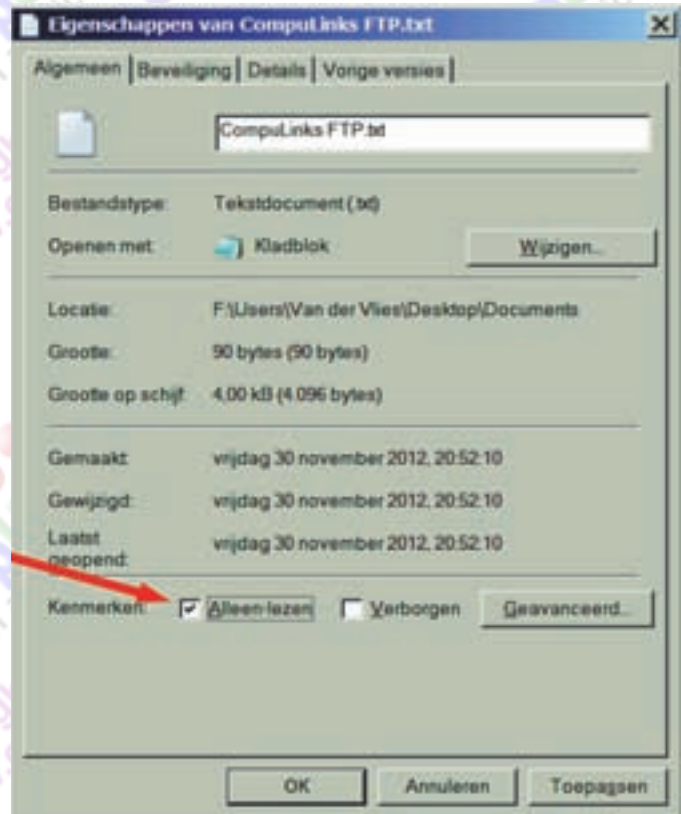 Eigenschappen van CompuLinks FTP.txt
Algemeen Beveiliging Details Vorige versies
CompuLinks FTP.txt
Bestandstype: Tekstdocument (.txt)
Openen met: Kladblok Wijzigen...
Locatie: F:\Users\Van der Vlies\Desktop\Documents
Grootte: 90 bytes (90 bytes)
Grootte op schijf: 4,00 kB (4.096 bytes)
Gemaakt: vrijdag 30 november 2012, 20:52:10
Gewijzigd: vrijdag 30 november 2012, 20:52:10
Laatst geopend: vrijdag 30 november 2012, 20:52:10
Kenmerken: Alleen-lezen Verborgen Geavanceerd...
OK Annuleren Toepassen